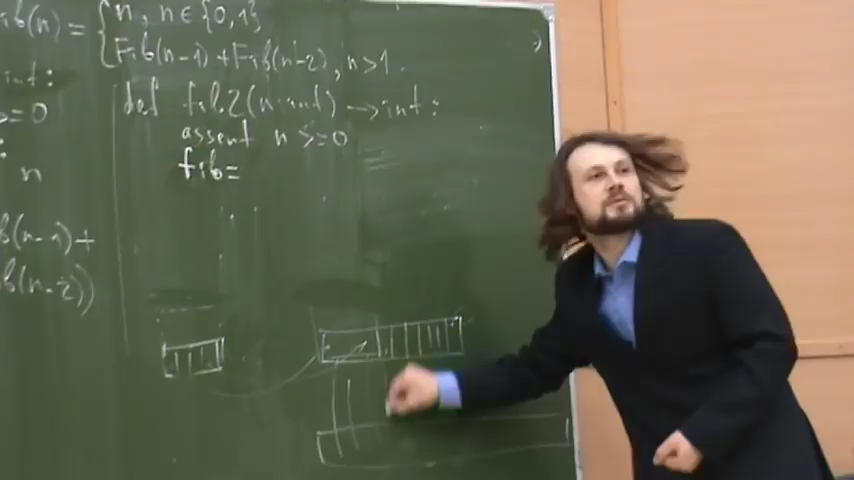 Fib(n) = { n, n ∈ {0, 1}
Fib(n-1) + Fib(n-2), n > 1.
int:
>= 0
:
n
b(n-1) +
b(n-2))
def fib2(n: int) -> int:
assert n >= 0
fib =